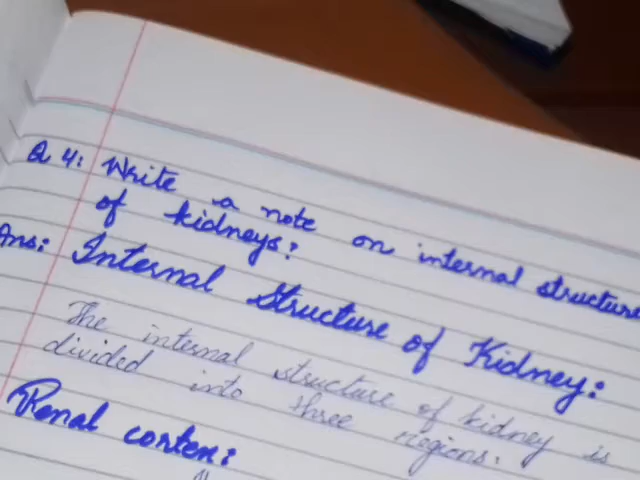 Q 4: Write a note on internal structure
of kidneys:
Ans: Internal Structure of Kidney:
The internal structure of kidney is
divided into three regions.
Renal cortex: